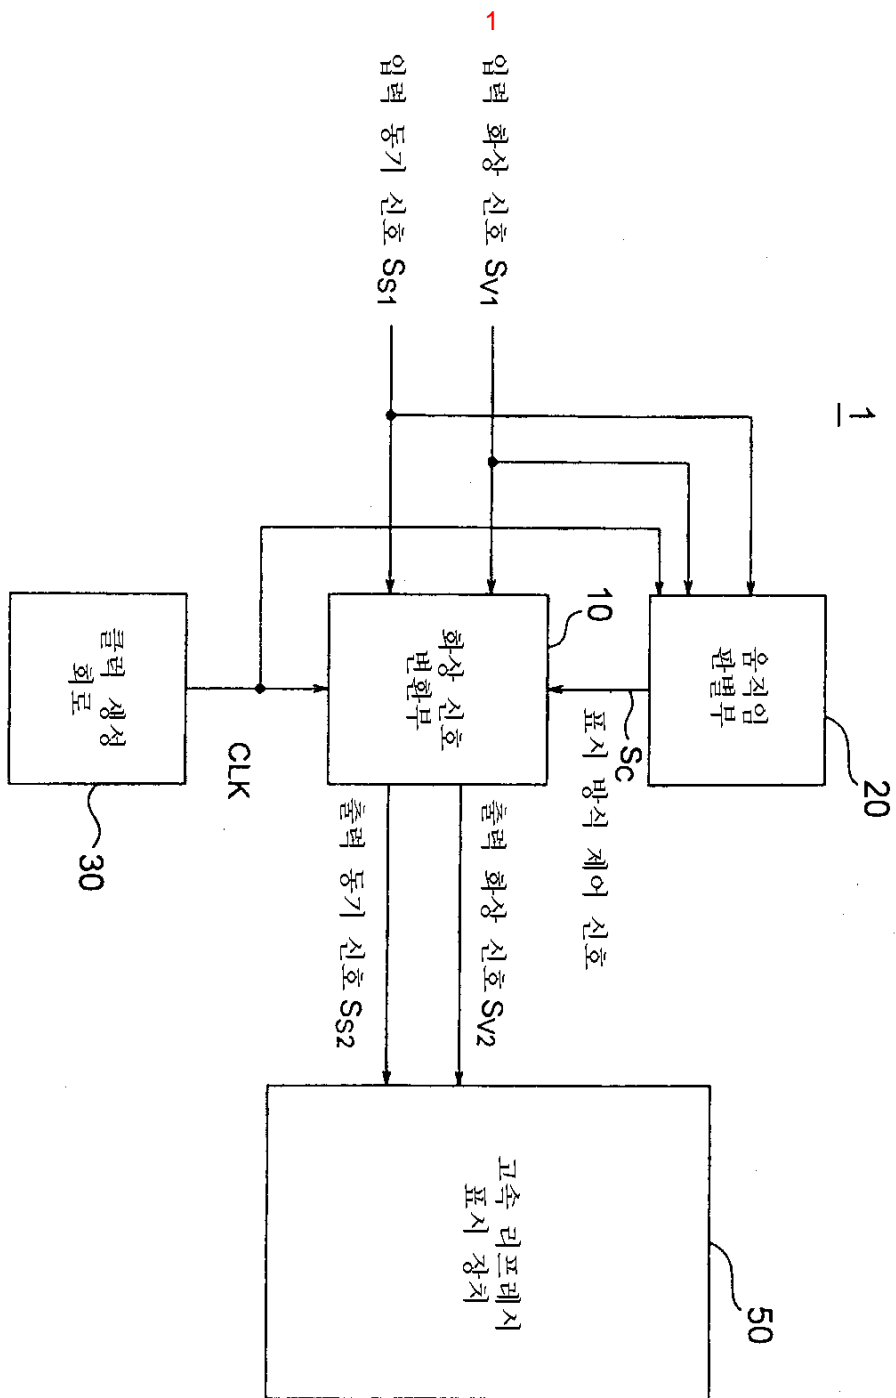 1
1
입력 화상 신호 SV1
입력 동기 신호 SS1
움직임
판별부
20
SC
표시 방식 제어 신호
10
화상 신호
변환부
CLK
클럭 생성
회로
30
출력 화상 신호 SV2
출력 동기 신호 SS2
고속 리프레시
표시 장치
50